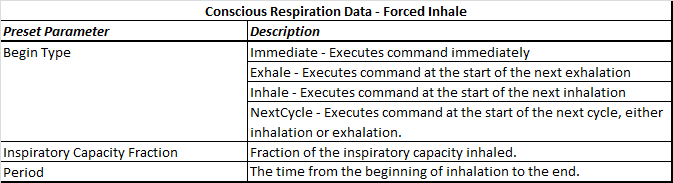 Conscious Respiration Data - Forced Inhale
Preset Parameter Description
Begin Type Immediate - Executes command immediately
Exhale - Executes command at the start of the next exhalation
Inhale - Executes command at the start of the next inhalation
NextCycle - Executes command at the start of the next cycle, either
inhalation or exhalation.
Inspiratory Capacity Fraction Fraction of the inspiratory capacity inhaled.
Period The time from the beginning of inhalation to the end.